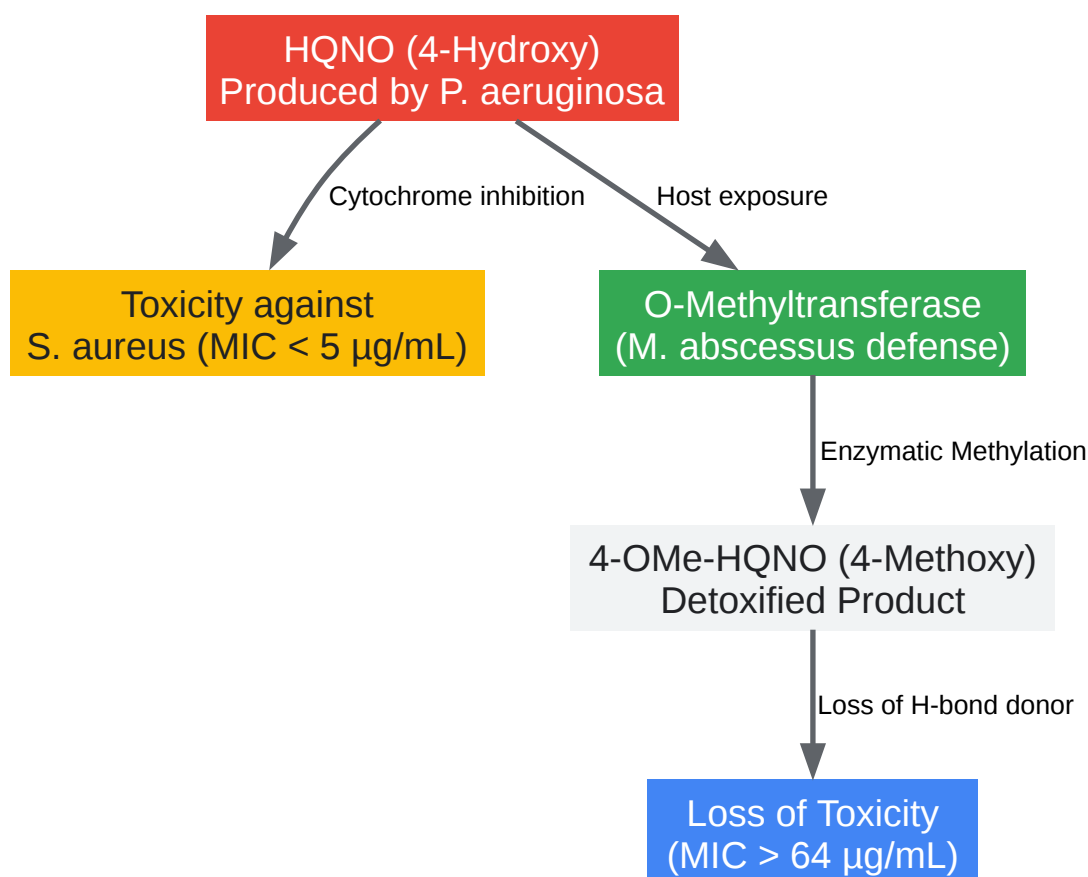 HQNO (4-Hydroxy)
Produced by P. aeruginosa
Cytochrome inhibition
Host exposure
Toxicity against
S. aureus (MIC < 5 µg/mL)
O-Methyltransferase
(M. abscessus defense)
Enzymatic Methylation
4-OMe-HQNO (4-Methoxy)
Detoxified Product
Loss of H-bond donor
Loss of Toxicity
(MIC > 64 µg/mL)